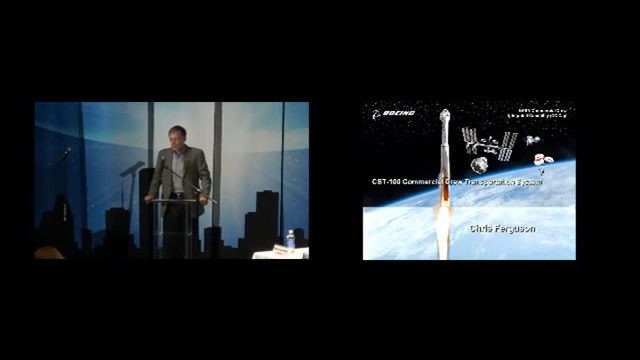 BOEING
CST-100 Commercial Crew Transportation System
Chris Ferguson